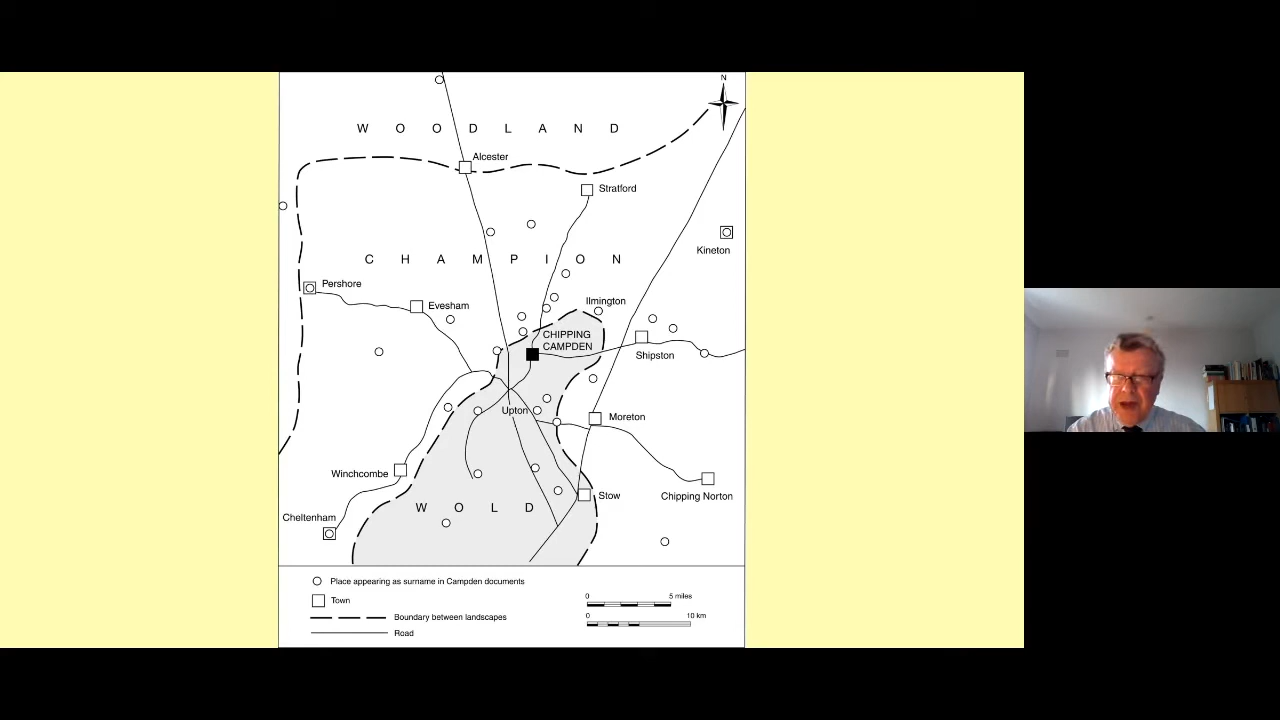 N
W O O D L A N D
Alcester
Stratford
Kineton
C H A M P I O N
Pershore
Evesham
Ilmington
CHIPPING
CAMPDEN
Shipston
Upton
Moreton
Winchcombe
Stow
Chipping Norton
W O L D
Cheltenham
Place appearing as surname in Campden documents
Town
Boundary between landscapes
Road
0 5 miles
0 10 km